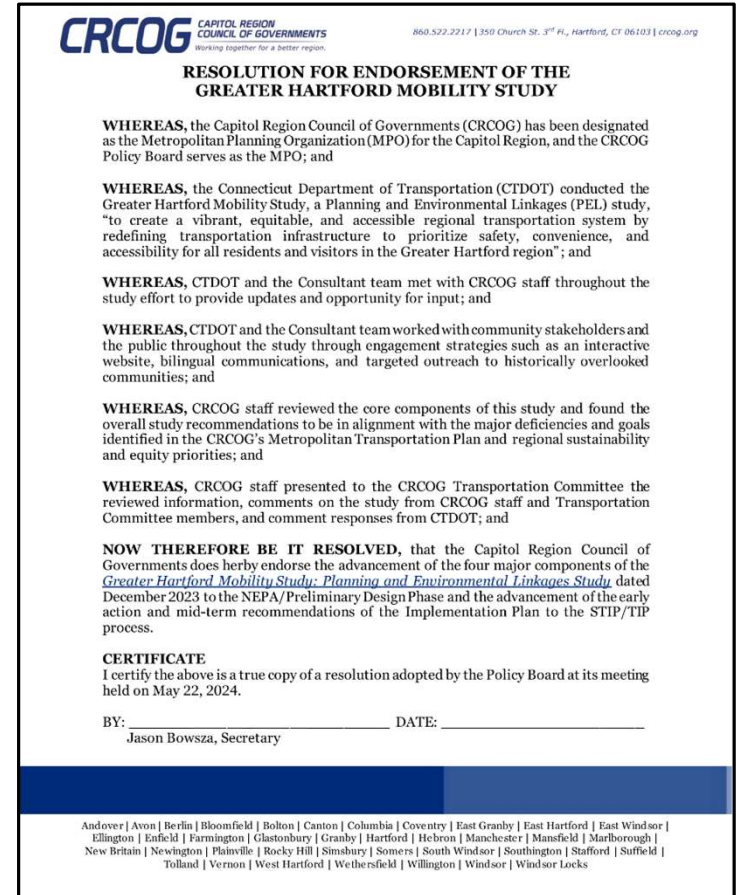 CRCOG CAPITOL REGION
COUNCIL OF GOVERNMENTS
Working together for a better region.
860.522.2217 | 350 Church St. 3rd Fl., Hartford, CT 06103 | crcog.org
RESOLUTION FOR ENDORSEMENT OF THE
GREATER HARTFORD MOBILITY STUDY
WHEREAS, the Capitol Region Council of Governments (CRCOG) has been designated
as the Metropolitan Planning Organization (MPO) for the Capitol Region, and the CRCOG
Policy Board serves as the MPO; and
WHEREAS, the Connecticut Department of Transportation (CTDOT) conducted the
Greater Hartford Mobility Study, a Planning and Environmental Linkages (PEL) study,
“to create a vibrant, equitable, and accessible regional transportation system by
redefining transportation infrastructure to prioritize safety, convenience, and
accessibility for all residents and visitors in the Greater Hartford region”; and
WHEREAS, CTDOT and the Consultant team met with CRCOG staff throughout the
study effort to provide updates and opportunity for input; and
WHEREAS, CTDOT and the Consultant team worked with community stakeholders and
the public throughout the study through engagement strategies such as an interactive
website, bilingual communications, and targeted outreach to historically overlooked
communities; and
WHEREAS, CRCOG staff reviewed the core components of this study and found the
overall study recommendations to be in alignment with the major deficiencies and goals
identified in the CRCOG’s Metropolitan Transportation Plan and regional sustainability
and equity priorities; and
WHEREAS, CRCOG staff presented to the CRCOG Transportation Committee the
reviewed information, comments on the study from CRCOG staff and Transportation
Committee members, and comment responses from CTDOT; and
NOW THEREFORE BE IT RESOLVED, that the Capitol Region Council of
Governments does herby endorse the advancement of the four major components of the
Greater Hartford Mobility Study: Planning and Environmental Linkages Study dated
December 2023 to the NEPA/Preliminary Design Phase and the advancement of the early
action and mid-term recommendations of the Implementation Plan to the STIP/TIP
process.
CERTIFICATE
I certify the above is a true copy of a resolution adopted by the Policy Board at its meeting
held on May 22, 2024.
BY: ______________________________ DATE: ________________________
Jason Bowsza, Secretary
Andover | Avon | Berlin | Bloomfield | Bolton | Canton | Columbia | Coventry | East Granby | East Hartford | East Windsor |
Ellington | Enfield | Farmington | Glastonbury | Granby | Hartford | Hebron | Manchester | Mansfield | Marlborough |
New Britain | Newington | Plainville | Rocky Hill | Simsbury | Somers | South Windsor | Southington | Stafford | Suffield |
Tolland | Vernon | West Hartford | Wethersfield | Willington | Windsor | Windsor Locks